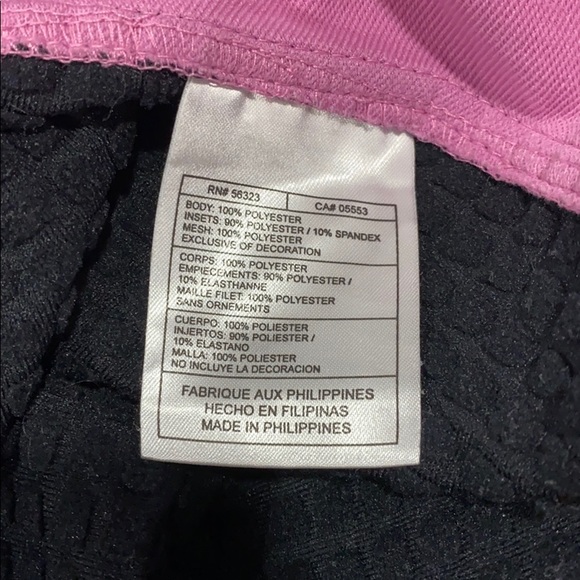 RN# 56323 CA# 05553
BODY: 100% POLYESTER
INSETS: 90% POLYESTER / 10% SPANDEX
MESH: 100% POLYESTER
EXCLUSIVE OF DECORATION
CORPS: 100% POLYESTER
EMPIECEMENTS: 90% POLYESTER /
10% ELASTHANNE
MAILLE FILET: 100% POLYESTER
SANS ORNEMENTS
CUERPO: 100% POLIESTER
INJERTOS: 90% POLIESTER /
10% ELASTANO
MALLA: 100% POLIESTER
NO INCLUYE LA DECORACION
FABRIQUE AUX PHILIPPINES
HECHO EN FILIPINAS
MADE IN PHILIPPINES